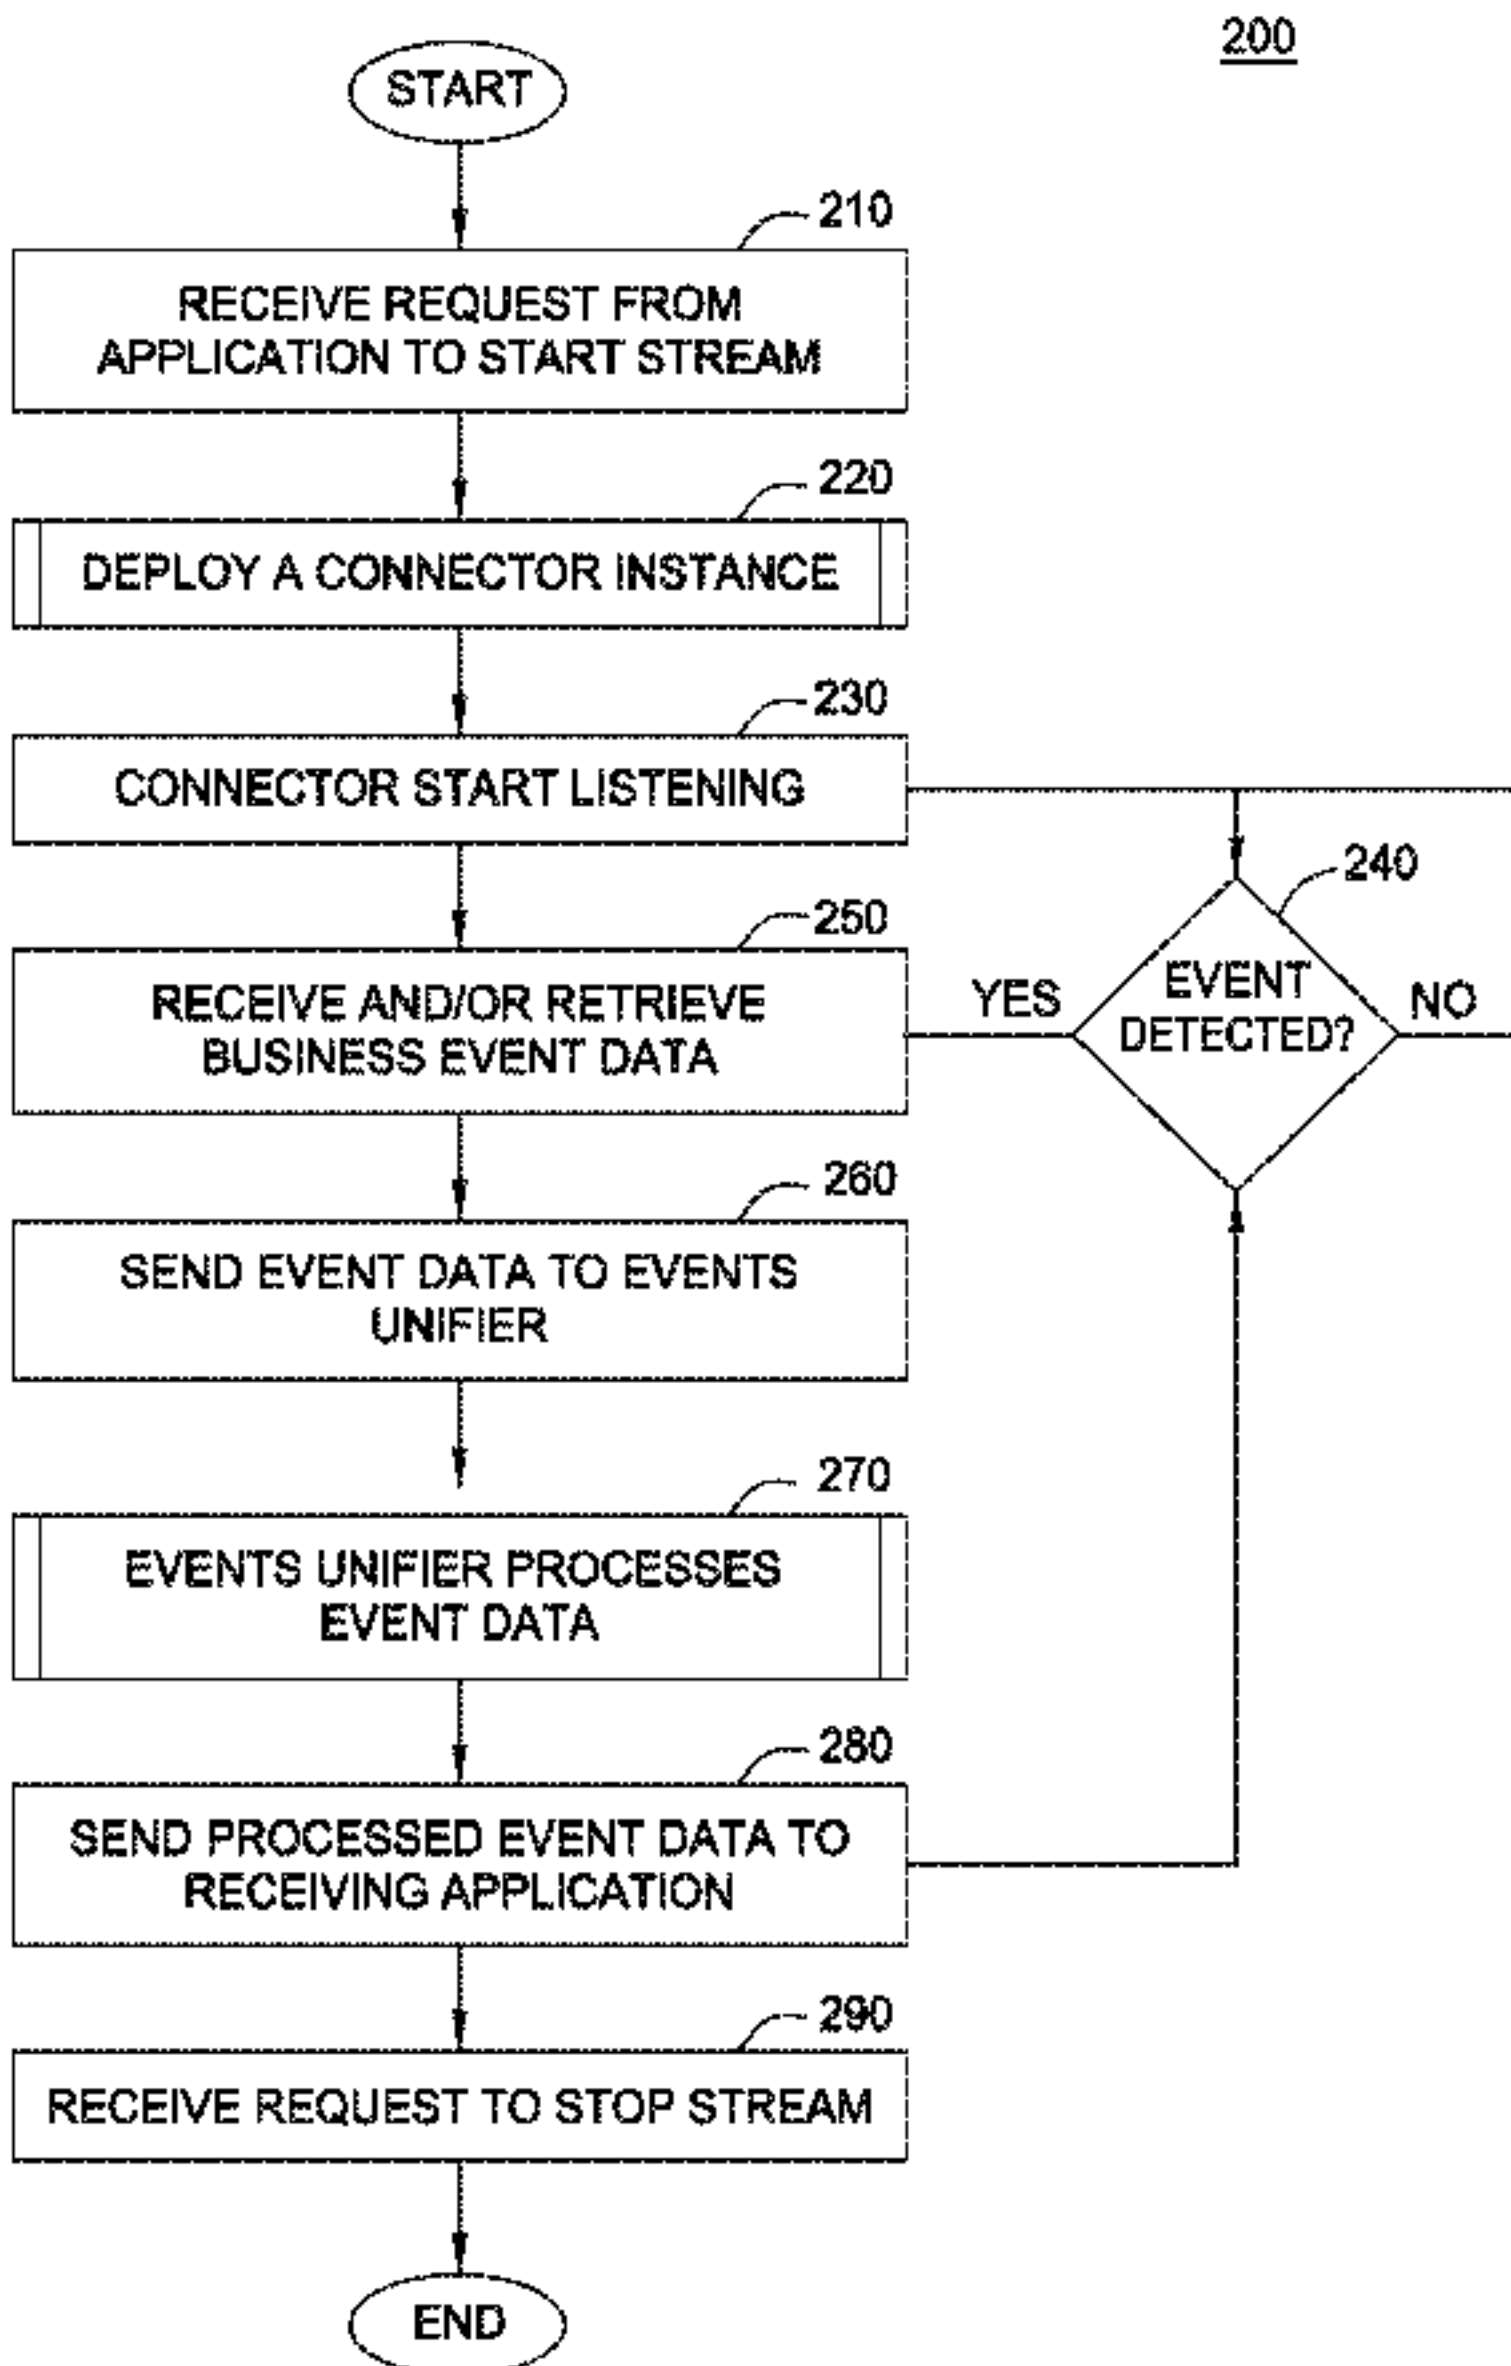 200
START
210
RECEIVE REQUEST FROM
APPLICATION TO START STREAM
220
DEPLOY A CONNECTOR INSTANCE
230
CONNECTOR START LISTENING
240
EVENT
DETECTED?
YES
NO
250
RECEIVE AND/OR RETRIEVE
BUSINESS EVENT DATA
260
SEND EVENT DATA TO EVENTS
UNIFIER
270
EVENTS UNIFIER PROCESSES
EVENT DATA
280
SEND PROCESSED EVENT DATA TO
RECEIVING APPLICATION
290
RECEIVE REQUEST TO STOP STREAM
END